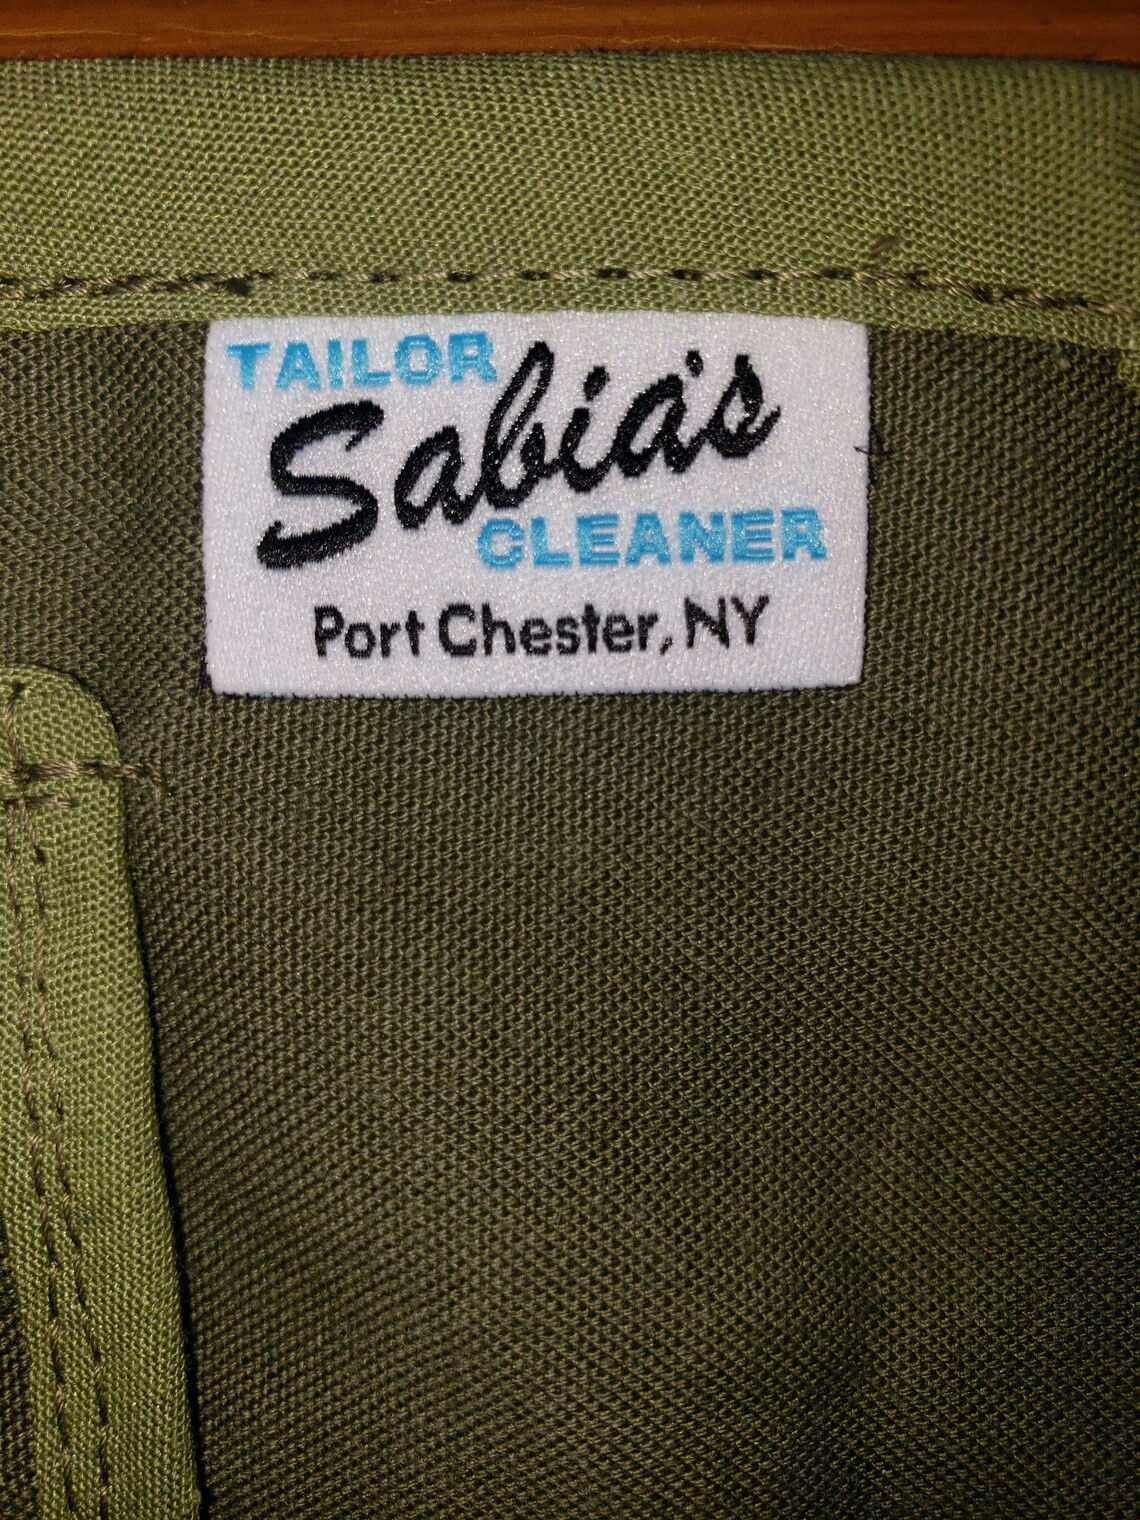 TAILOR
Sabia's
CLEANER
Port Chester, NY